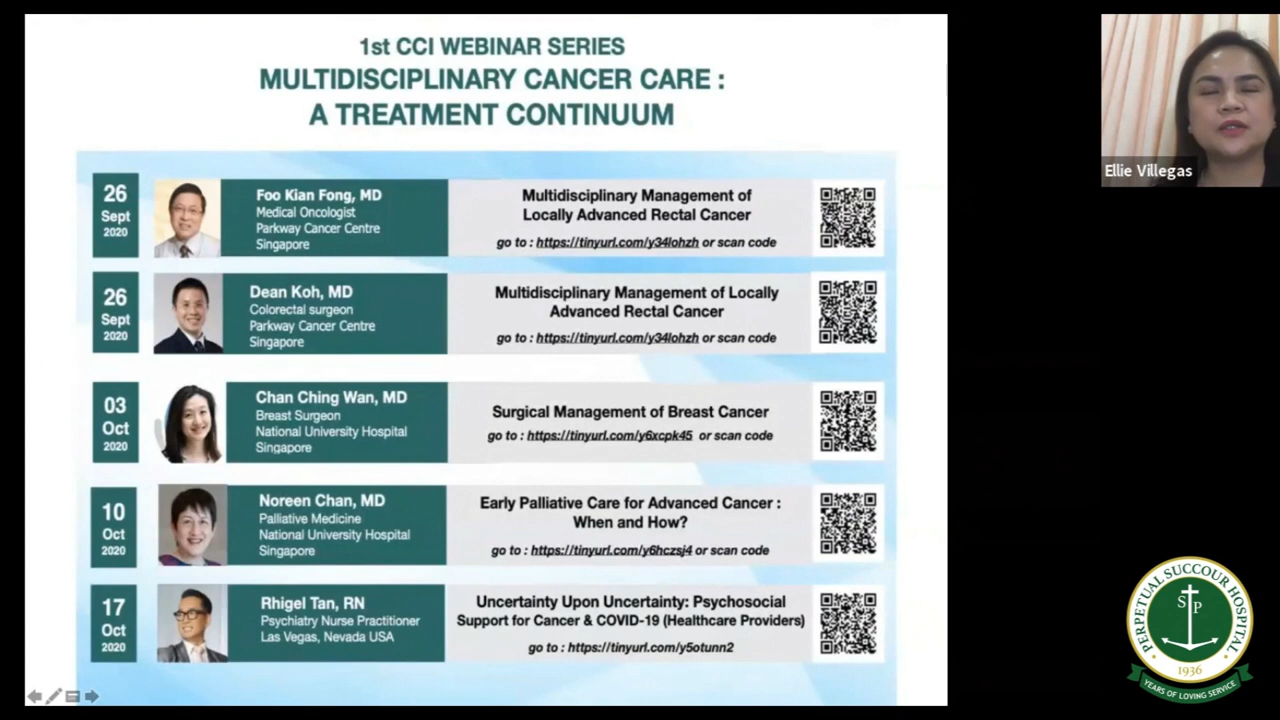 1st CCI WEBINAR SERIES
MULTIDISCIPLINARY CANCER CARE :
A TREATMENT CONTINUUM
26
Sept
2020
Foo Kian Fong, MD
Medical Oncologist
Parkway Cancer Centre
Singapore
Multidisciplinary Management of
Locally Advanced Rectal Cancer
go to : https://tinyurl.com/y34lohzh or scan code
26
Sept
2020
Dean Koh, MD
Colorectal surgeon
Parkway Cancer Centre
Singapore
Multidisciplinary Management of Locally
Advanced Rectal Cancer
go to : https://tinyurl.com/y34lohzh or scan code
03
Oct
2020
Chan Ching Wan, MD
Breast Surgeon
National University Hospital
Singapore
Surgical Management of Breast Cancer
go to : https://tinyurl.com/y6xcpk45 or scan code
10
Oct
2020
Noreen Chan, MD
Palliative Medicine
National University Hospital
Singapore
Early Palliative Care for Advanced Cancer :
When and How?
go to : https://tinyurl.com/y6hczsj4 or scan code
17
Oct
2020
Rhigel Tan, RN
Psychiatry Nurse Practitioner
Las Vegas, Nevada USA
Uncertainty Upon Uncertainty: Psychosocial
Support for Cancer & COVID-19 (Healthcare Providers)
go to : https://tinyurl.com/y5otunn2
Ellie Villegas
PERPETUAL SUCCOUR HOSPITAL
S P
1936
YEARS OF LOVING SERVICE